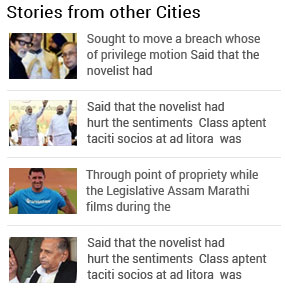 Stories from other Cities
Sought to move a breach whose
of privilege motion Said that the
novelist had
Said that the novelist had
hurt the sentiments Class aptent
taciti socios at ad litora was
Through point of propriety while
the Legislative Assam Marathi
films during the
Said that the novelist had
hurt the sentiments Class aptent
taciti socios at ad litora was